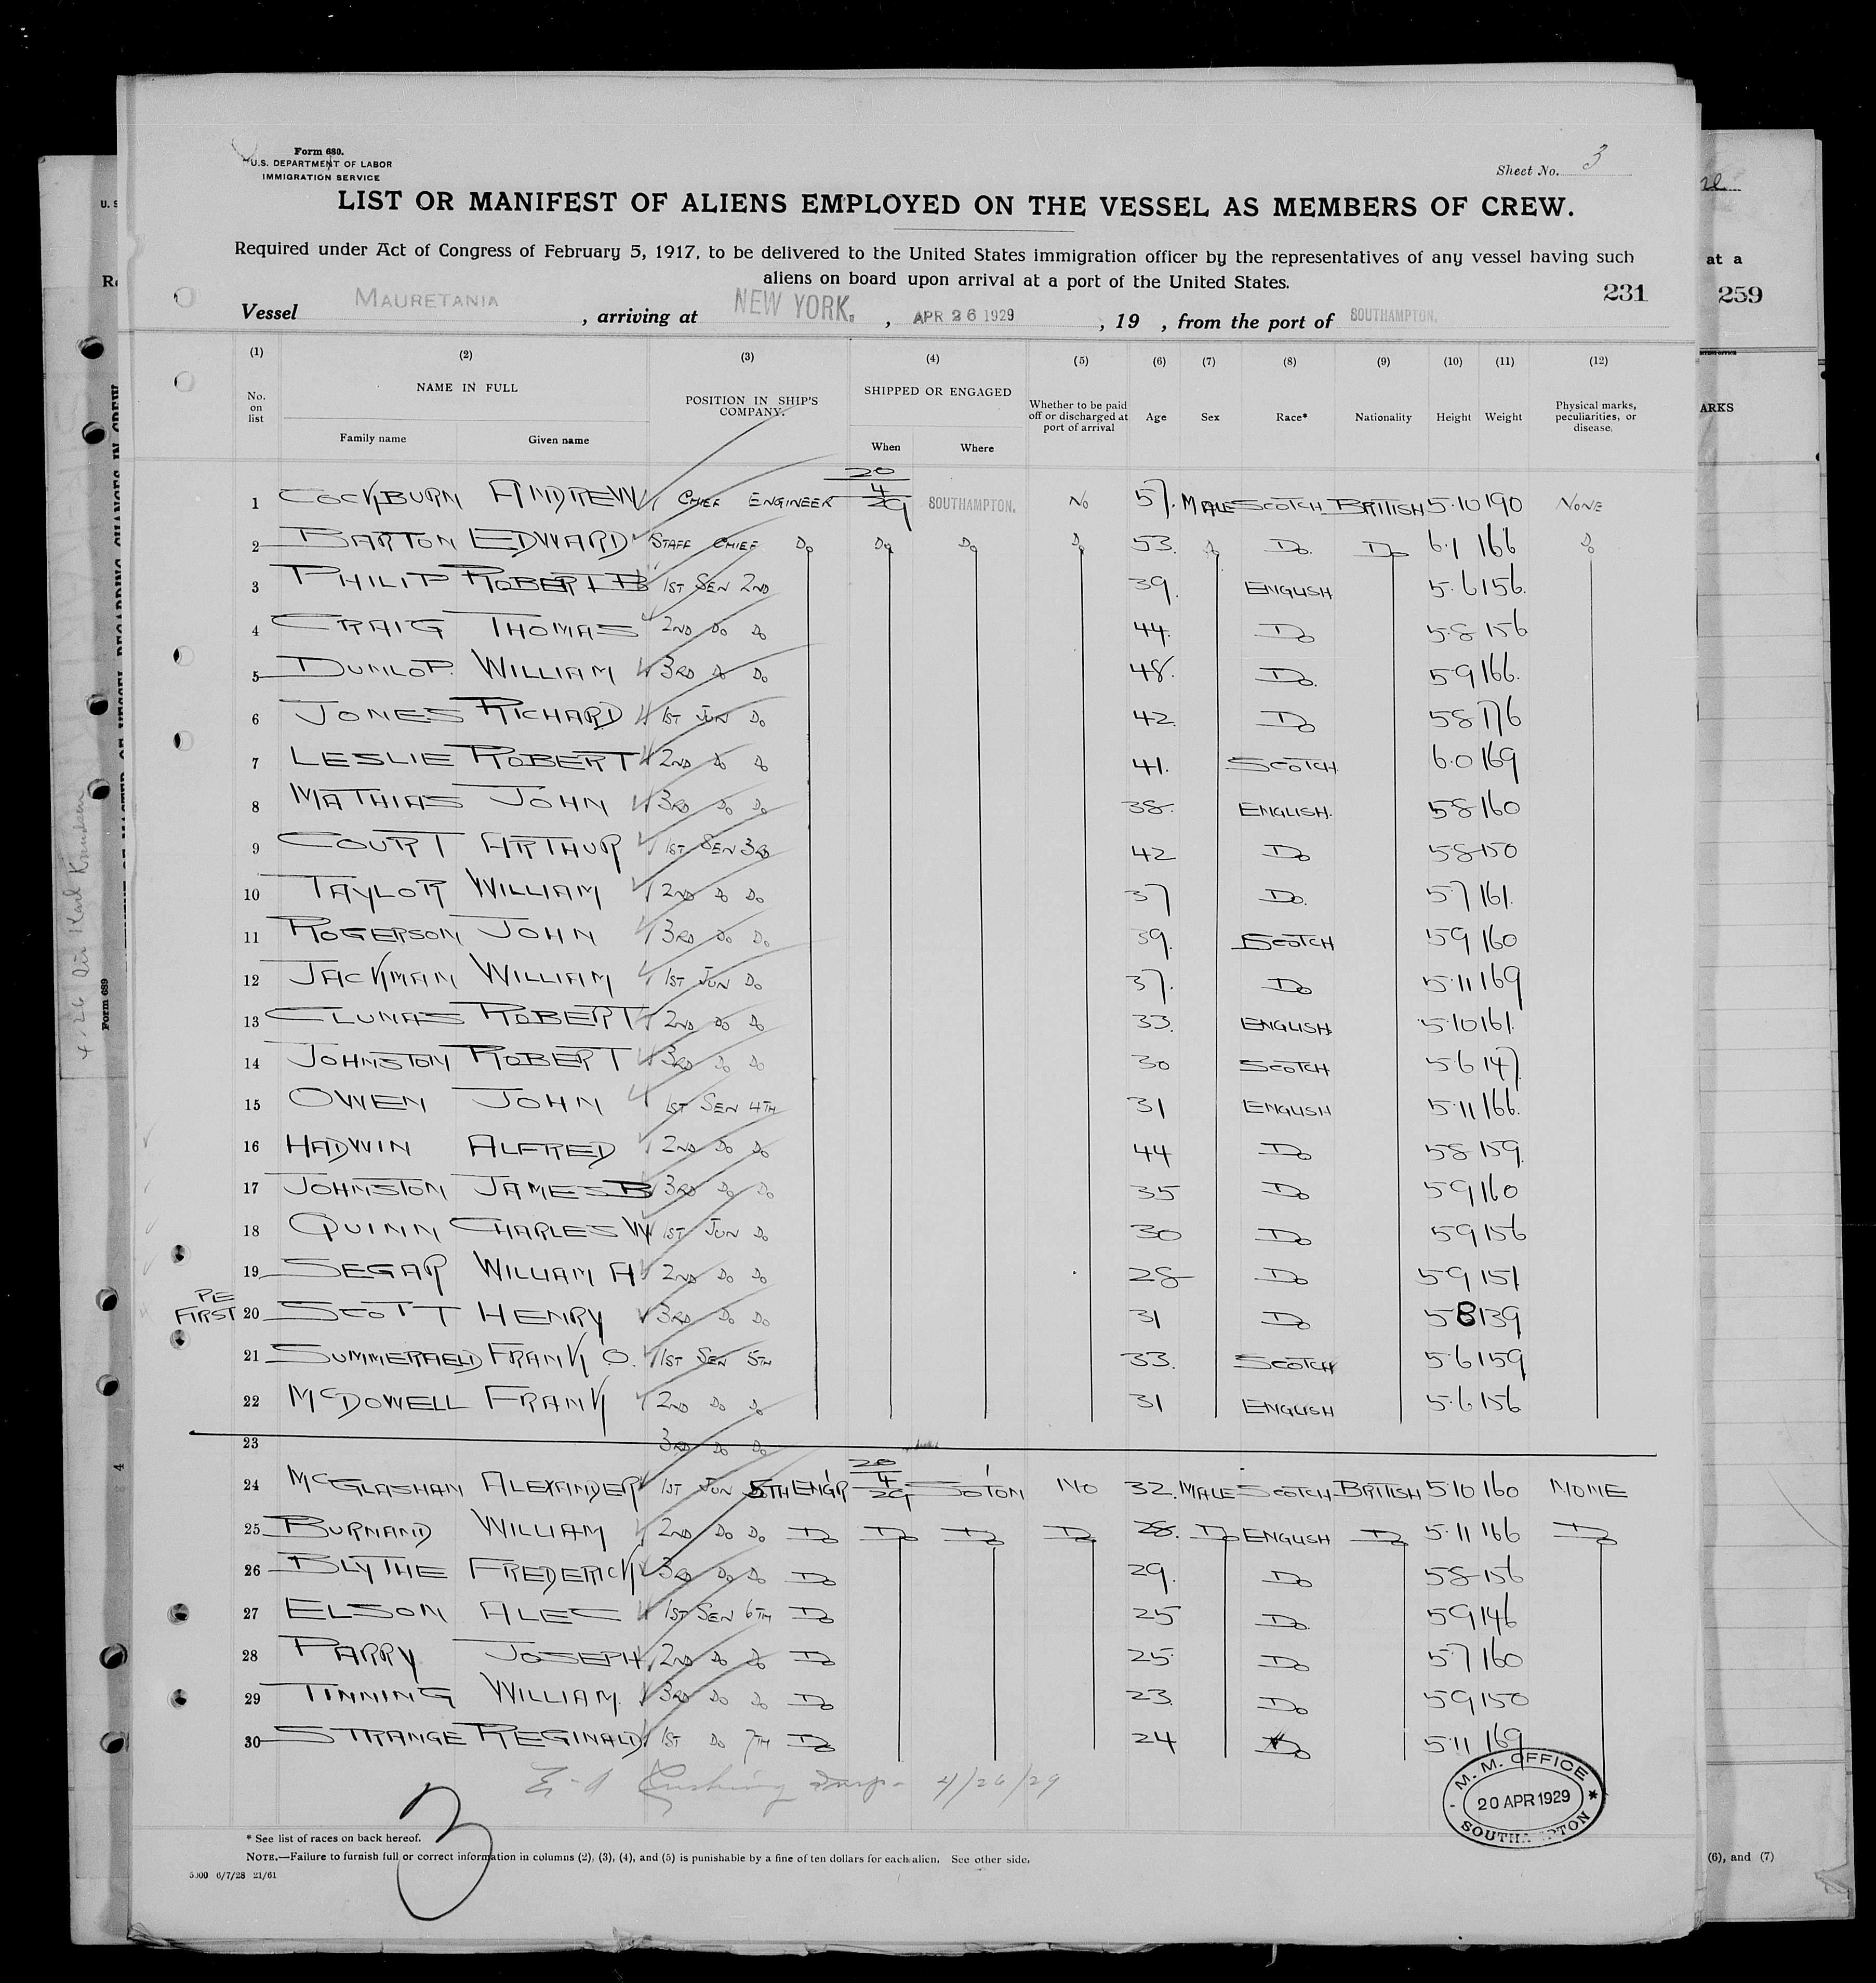 Form 680.
U.S. DEPARTMENT OF LABOR
IMMIGRATION SERVICE
Sheet No. 3
LIST OR MANIFEST OF ALIENS EMPLOYED ON THE VESSEL AS MEMBERS OF CREW.
Required under Act of Congress of February 5, 1917, to be delivered to the United States immigration officer by the representatives of any vessel having such
aliens on board upon arrival at a port of the United States.
231
Vessel MAURETANIA, arriving at NEW YORK., APR 26 1929, 19 , from the port of SOUTHAMPTON.
(1) (2) (3) (4) (5) (6) (7) (8) (9) (10) (11) (12)
No. on list NAME IN FULL Family name Given name POSITION IN SHIP'S COMPANY. SHIPPED OR ENGAGED When Where Whether to be paid off or discharged at port of arrival Age Sex Race* Nationality Height Weight Physical marks, peculiarities, or disease.
1 COCKBURN ANDREW CHIEF ENGINEER 20/4/29 SOUTHAMPTON. NO 57. MALE SCOTCH BRITISH 5.10 190 NONE
2 BARTON EDWARD STAFF CHIEF DO DO DO DO 53. DO DO. DO 6.1 166 DO
3 PHILIP ROBERT B 1ST SEN 2ND 39. ENGLISH 5.6 156.
4 CRAIG THOMAS 2ND DO DO 44. DO 5.8 156
5 DUNLOP. WILLIAM 3RD DO DO 48. DO. 5 9 166.
6 JONES RICHARD 1ST JUN DO 42. DO 5 8 176
7 LESLIE ROBERT 2ND DO DO 41. SCOTCH 6.0 169
8 MATHIAS JOHN 3RD DO DO 38. ENGLISH. 5 8 160
9 COURT ARTHUR 1ST SEN 3RD 42 DO 5 8 150
10 TAYLOR WILLIAM 2ND DO DO 37 DO. 5.7 161.
11 ROGERSON JOHN 3RD DO DO 39. SCOTCH 5 9 160
12 JACKMAN WILLIAM 1ST JUN DO 37. DO 5.11 169
13 CLUNAS ROBERT 2ND DO DO 33. ENGLISH 5.10 161.
14 JOHNSTON ROBERT 3RD DO DO 30 SCOTCH 5.6 147
15 OWEN JOHN 1ST SEN 4TH 31 ENGLISH 5.11 166.
16 HADWIN ALFRED 2ND DO DO 44 DO 5 8 159.
17 JOHNSTON JAMES B 3RD DO DO 35 DO 5 9 160
18 QUINN CHARLES W 1ST JUN DO 30 DO 5 9 156
19 SEGAR WILLIAM H 2ND DO DO 28 DO 5 9 151
PE
FIRST 20 SCOTT HENRY 3RD DO DO 31 DO 5 8 139
21 SUMMERFIELD FRANK O. 1ST SEN 5TH 33. SCOTCH 5.6 159
22 MCDOWELL FRANK 2ND DO DO 31 ENGLISH 5.6 156
23 3RD DO DO
24 MCGLASHAN ALEXANDER 1ST JUN 5TH ENGR 20/4/29 SOTON NO 32. MALE SCOTCH BRITISH 5.10 160 NONE
25 BURNAND WILLIAM 2ND DO DO DO DO DO DO 28. DO ENGLISH DO 5.11 166 DO
26 BLYTHE FREDERICK 3RD DO DO DO 29. DO 5 8 156
27 ELSOM ALEC 1ST SEN 6TH DO 25 DO 5 9 146
28 PARRY JOSEPH 2ND DO DO DO 25 DO 5.7 160
29 TINNING WILLIAM. 3RD DO DO DO 23. DO 5 9 150
30 STRANGE REGINALD 1ST DO 7TH DO 24 DO 5.11 169
Cushing Insp- 4/26/29
3
M. M. OFFICE
20 APR 1929
SOUTHAMPTON
* See list of races on back hereof.
NOTE.—Failure to furnish full or correct information in columns (2), (3), (4), and (5) is punishable by a fine of ten dollars for each alien. See other side.
5000 6/7/28 21/61
Form 689
at a
259
ARKS
(6), and (7)